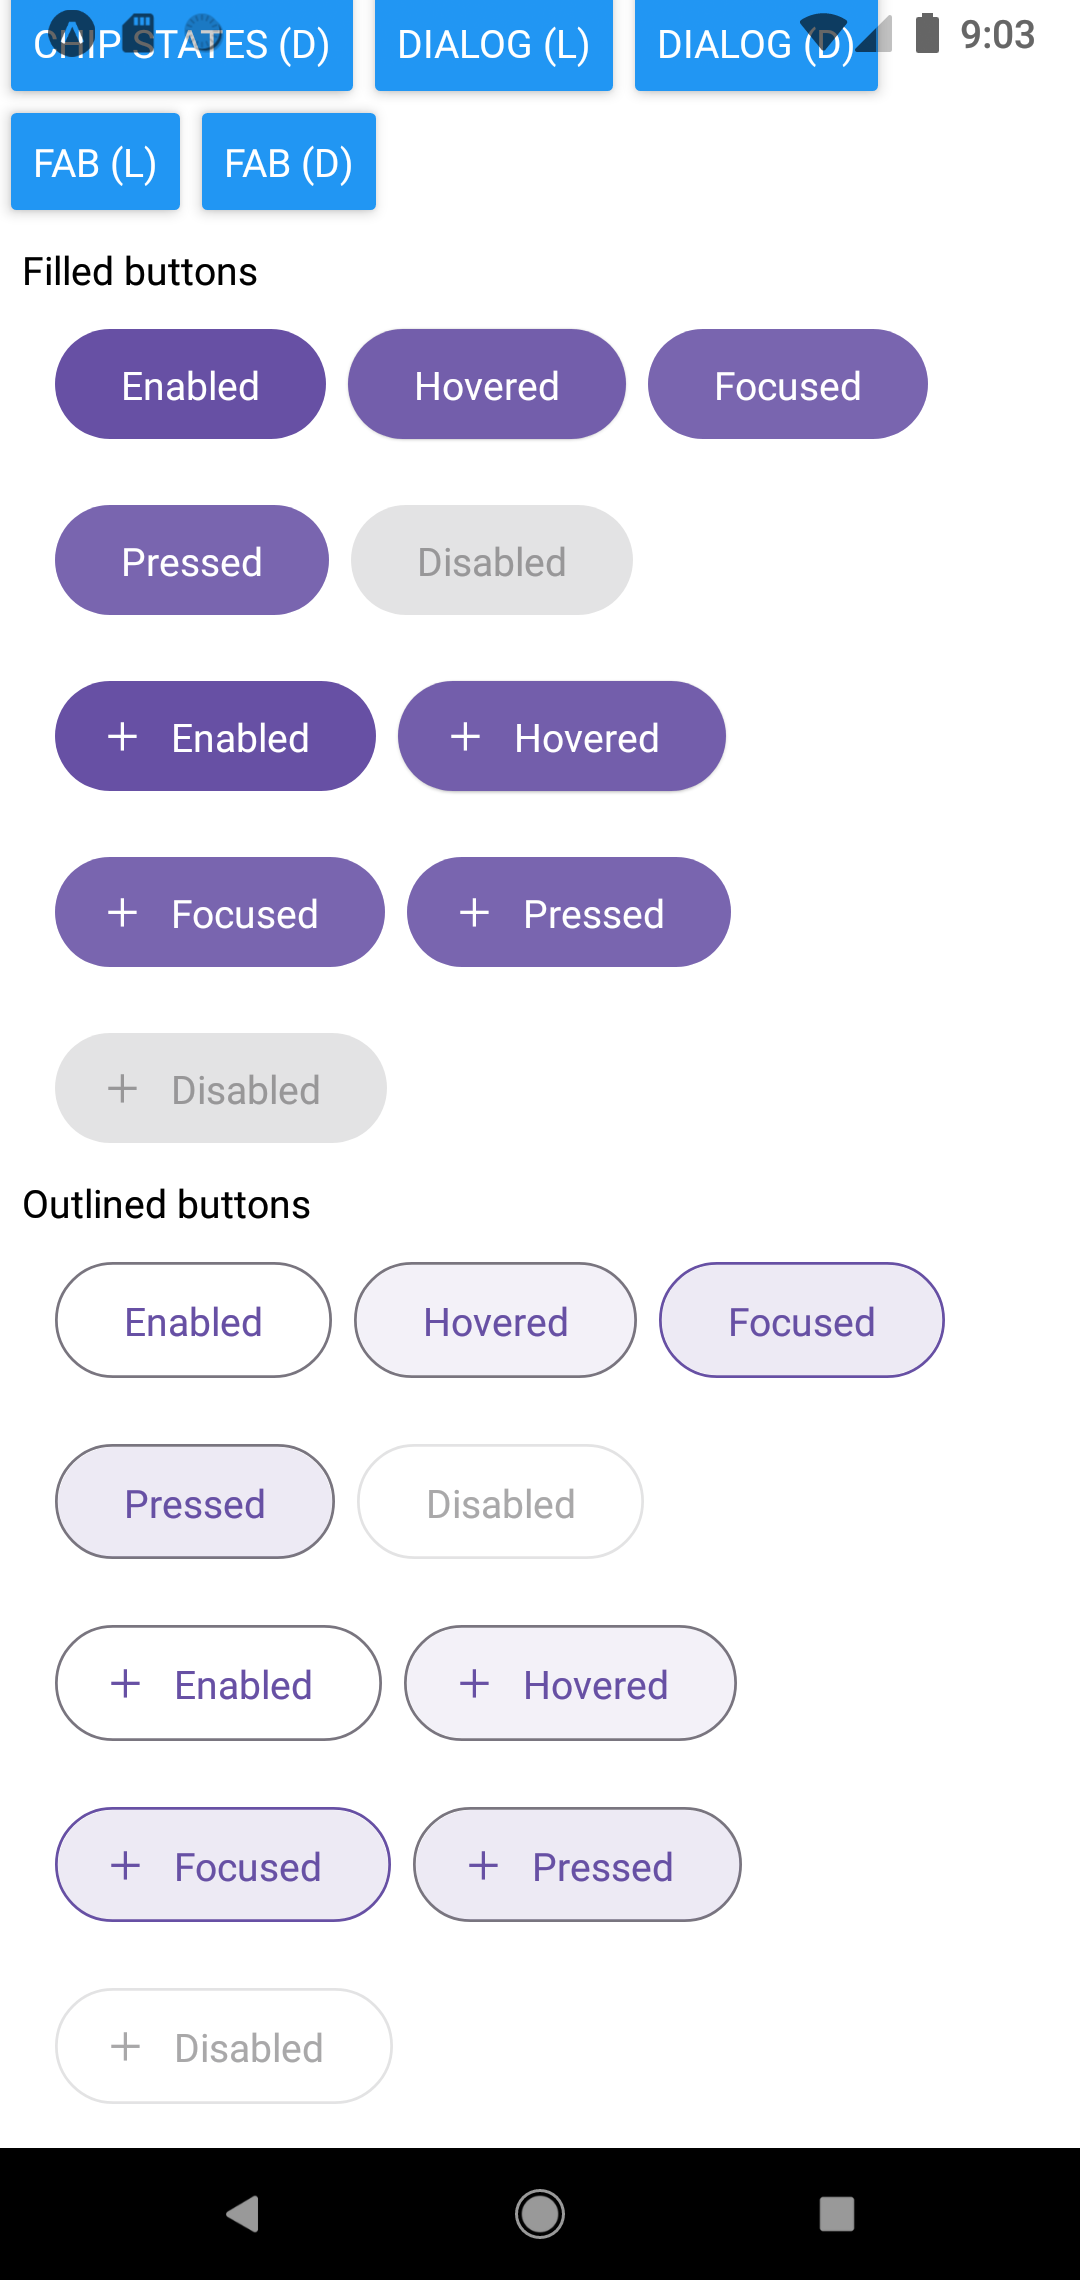 CHIP STATES (D) DIALOG (L) DIALOG (D) 9:03
FAB (L) FAB (D)
Filled buttons
Enabled Hovered Focused
Pressed Disabled
+ Enabled + Hovered
+ Focused + Pressed
+ Disabled
Outlined buttons
Enabled Hovered Focused
Pressed Disabled
+ Enabled + Hovered
+ Focused + Pressed
+ Disabled